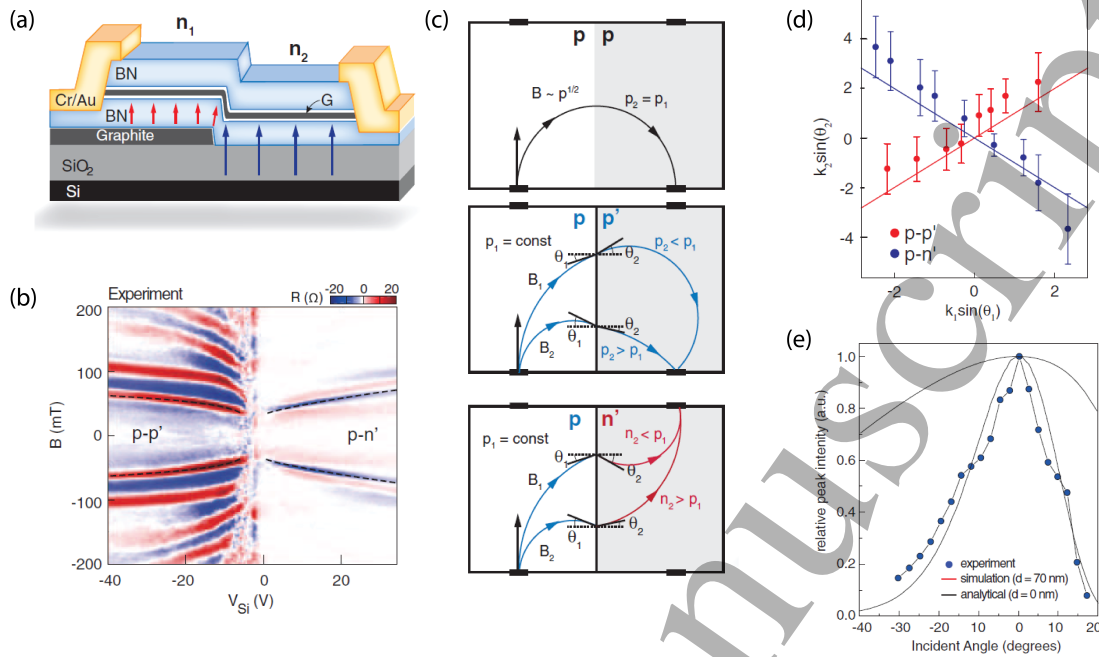 (a)
n1
n2
BN
Cr/Au
BN
G
Graphite
SiO2
Si
(b)
Experiment
R (Ω)
-20 0 20
200
100
0
-100
-200
B (mT)
p-p'
p-n'
-40
-20
0
20
VSi (V)
(c)
p p
B ~ p1/2
p2 = p1
p p'
p1 = const
p2 < p1
θ1
θ2
B1
θ1
θ2
B2
p2 > p1
p n'
p1 = const
n2 < p1
θ1
θ2
B1
n2 > p1
θ1
θ2
B2
(d)
4
2
0
-2
-4
k2sin(θ2)
p-p'
p-n'
-2
0
2
k1sin(θ1)
(e)
1.0
0.8
0.6
0.4
0.2
0.0
relative peak intenity (a.u.)
experiment
simulation (d = 70 nm)
analytical (d = 0 nm)
-40 -30 -20 -10 0 10 20
Incident Angle (degrees)